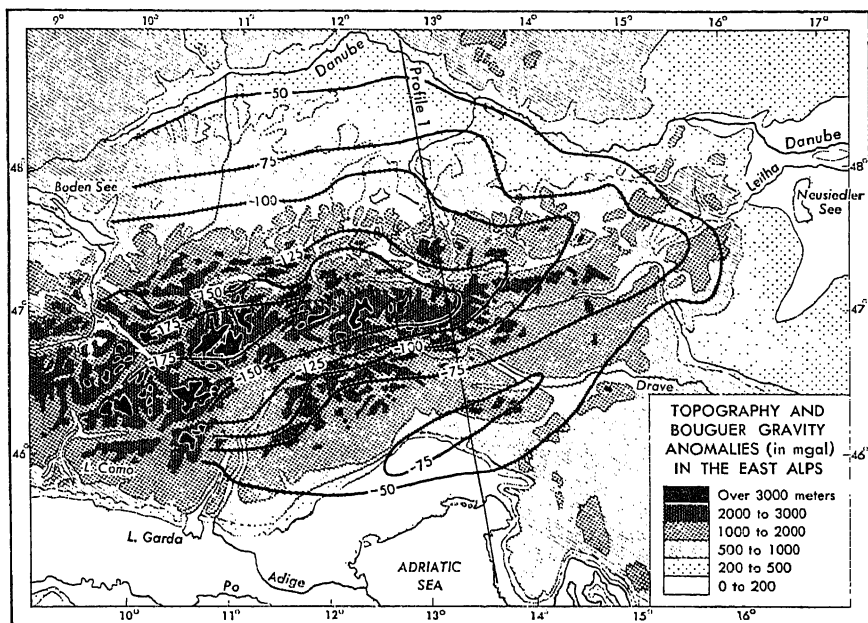 9° 10° 11° 12° 13° 14° 15° 16° 17°
Danube
-50
Profile 1
-75
48°
48°
Danube
Boden See
Leitha
Neusiedler See
-100
-125
-150
47°
47°
-175
-175
-150
-125
-100
-75
Drave
46°
46°
L. Como
-75
-50
L. Garda
Po
Adige
ADRIATIC
SEA
TOPOGRAPHY AND
BOUGUER GRAVITY
ANOMALIES (in mgal)
IN THE EAST ALPS
Over 3000 meters
2000 to 3000
1000 to 2000
500 to 1000
200 to 500
0 to 200
10° 11° 12° 13° 14° 15° 16°